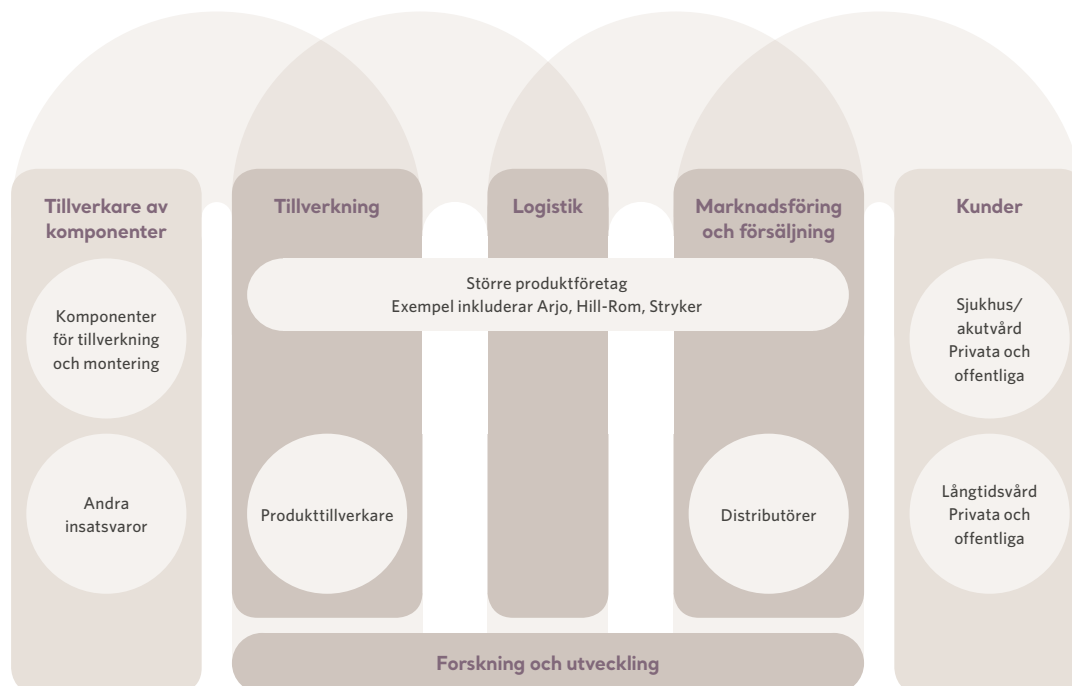 Tillverkare av
komponenter
Tillverkning
Logistik
Marknadsföring
och försäljning
Kunder
Större produktföretag
Exempel inkluderar Arjo, Hill-Rom, Stryker
Komponenter
för tillverkning
och montering
Sjukhus/
akutvård
Privata och
offentliga
Andra
insatsvaror
Produkttillverkare
Distributörer
Långtidsvård
Privata och
offentliga
Forskning och utveckling